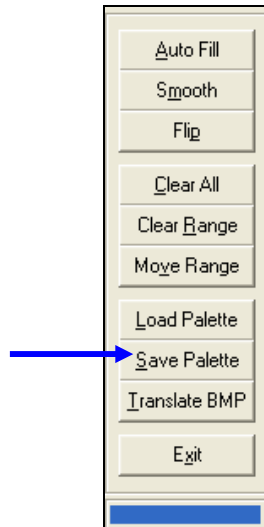 Auto Fill
Smooth
Flip
Clear All
Clear Range
Move Range
Load Palette
Save Palette
Translate BMP
Exit